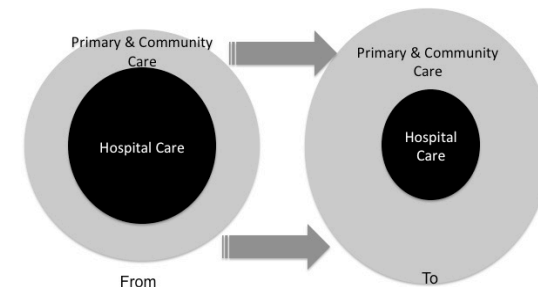 Primary & Community
Care
Hospital Care
From
Primary & Community
Care
Hospital
Care
To